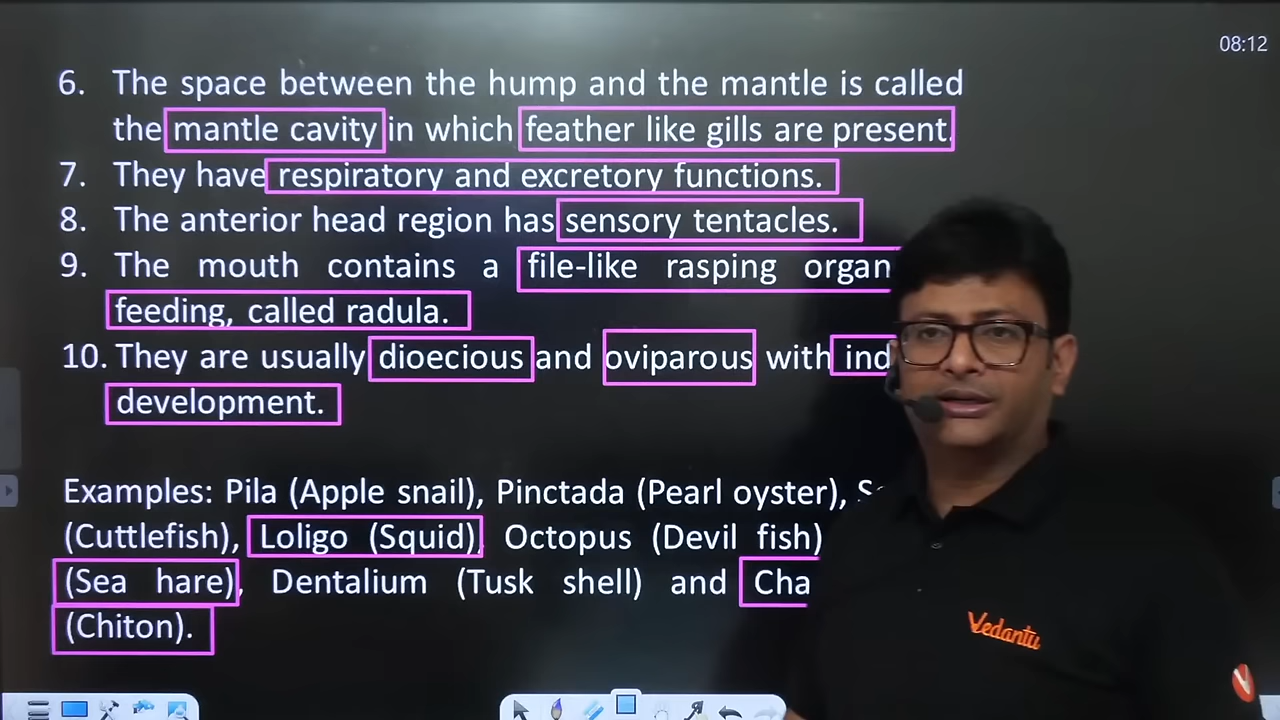 08:12
6. The space between the hump and the mantle is called
the mantle cavity in which feather like gills are present.
7. They have respiratory and excretory functions.
8. The anterior head region has sensory tentacles.
9. The mouth contains a file-like rasping organ
feeding, called radula.
10. They are usually dioecious and oviparous with
development.
Examples: Pila (Apple snail), Pinctada (Pearl oyster),
(Cuttlefish), Loligo (Squid), Octopus (Devil fish)
(Sea hare), Dentalium (Tusk shell) and
(Chiton).
Vedantu